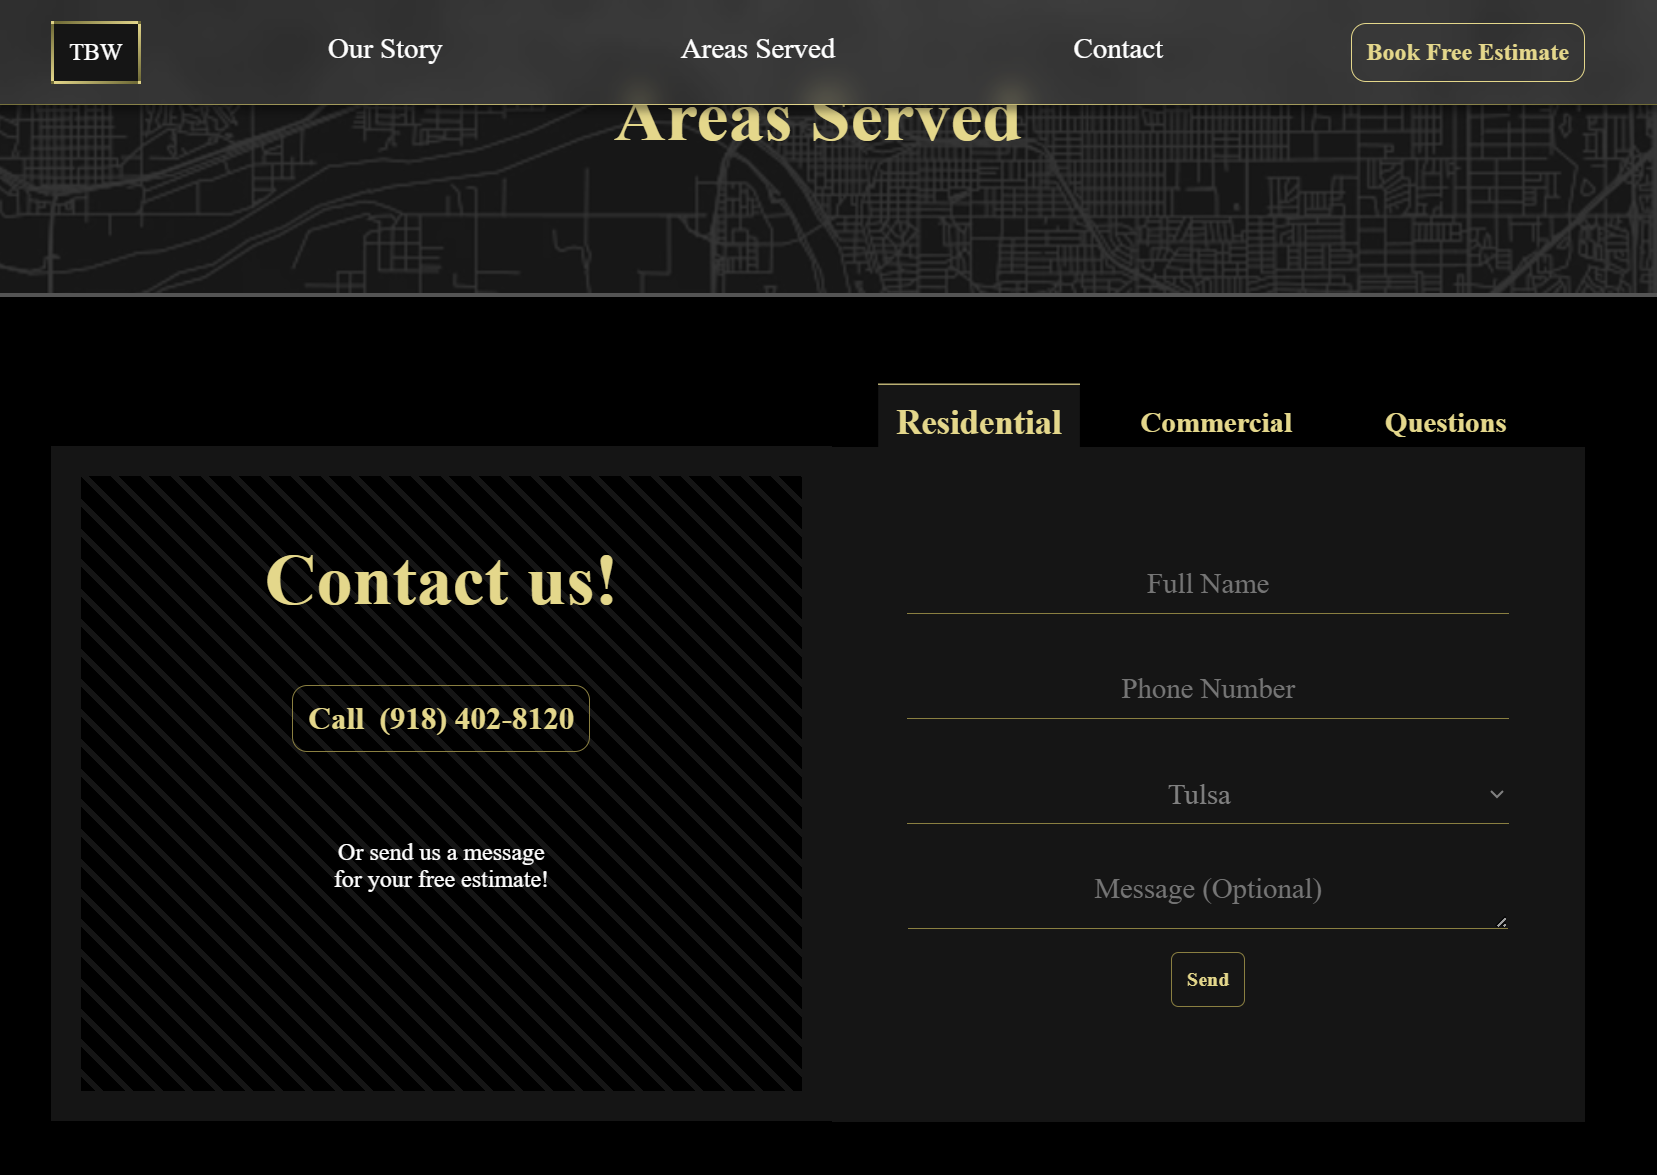 TBW
Our Story
Areas Served
Contact
Book Free Estimate
Areas Served
Residential
Commercial
Questions
Contact us!
Call (918) 402-8120
Or send us a message
for your free estimate!
Full Name
Phone Number
Tulsa
Message (Optional)
Send